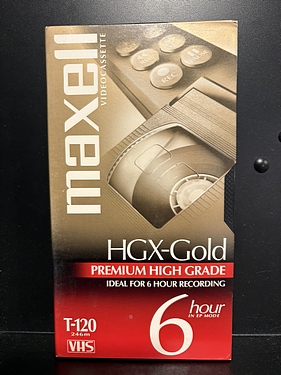 maxell
VIDEOCASSETTE
REC
HGX-Gold
PREMIUM HIGH GRADE
IDEAL FOR 6 HOUR RECORDING
T-120
246m
VHS
6 hour
IN EP MODE